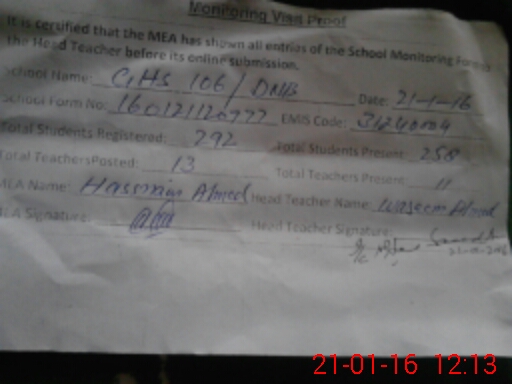 Monitoring Visit Proof
It is certified that the MEA has shown all entries of the School Monitoring Form to
the Head Teacher before its online submission.
School Name: GHS 106/DNB Date: 21-1-16
School Form No: 160121120777 EMIS Code: 31240004
Total Students Registered: 292 Total Students Present: 258
Total TeachersPosted: 13 Total Teachers Present: 11
MEA Name: Hassnain Ahmed Head Teacher Name: Waseem Ahmed
MEA Signature: Head Teacher Signature:
21-01-16 12:13